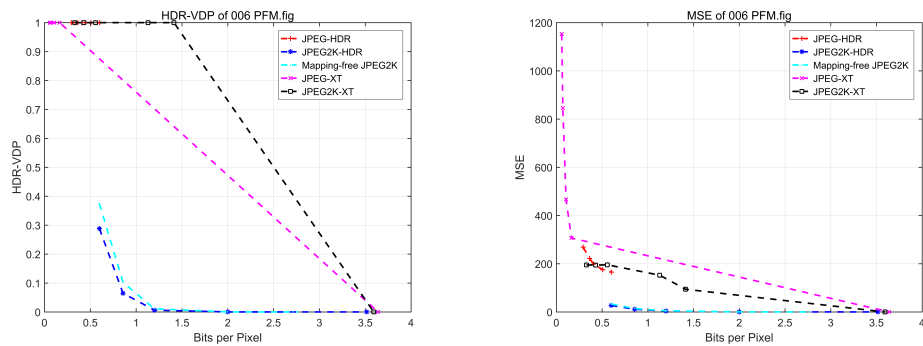 HDR-VDP of 006 PFM.fig
1
0.9
0.8
0.7
0.6
0.5
0.4
0.3
0.2
0.1
0
HDR-VDP
JPEG-HDR
JPEG2K-HDR
Mapping-free JPEG2K
JPEG-XT
JPEG2K-XT
0 0.5 1 1.5 2 2.5 3 3.5 4
Bits per Pixel
MSE of 006 PFM.fig
1200
1000
800
600
400
200
0
MSE
JPEG-HDR
JPEG2K-HDR
Mapping-free JPEG2K
JPEG-XT
JPEG2K-XT
0 0.5 1 1.5 2 2.5 3 3.5 4
Bits per Pixel